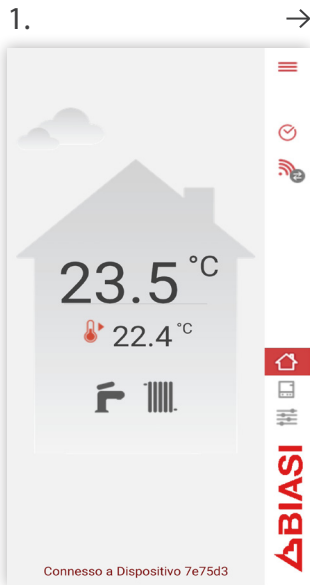 1.
23.5 °C
22.4 °C
BIASI
Connesso a Dispositivo 7e75d3